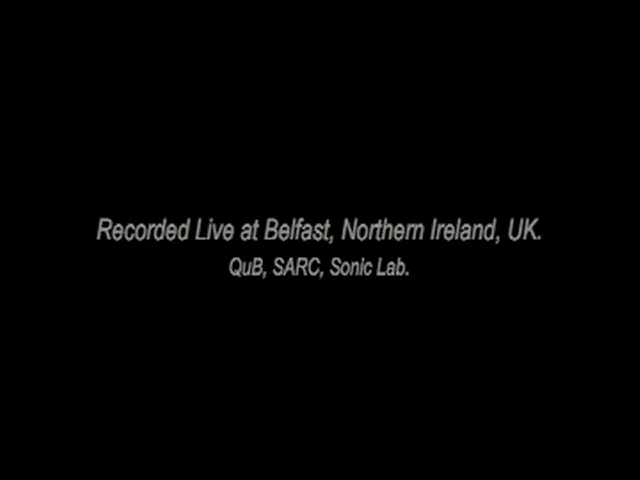 Recorded Live at Belfast, Northern Ireland, UK.
QuB, SARC, Sonic Lab.